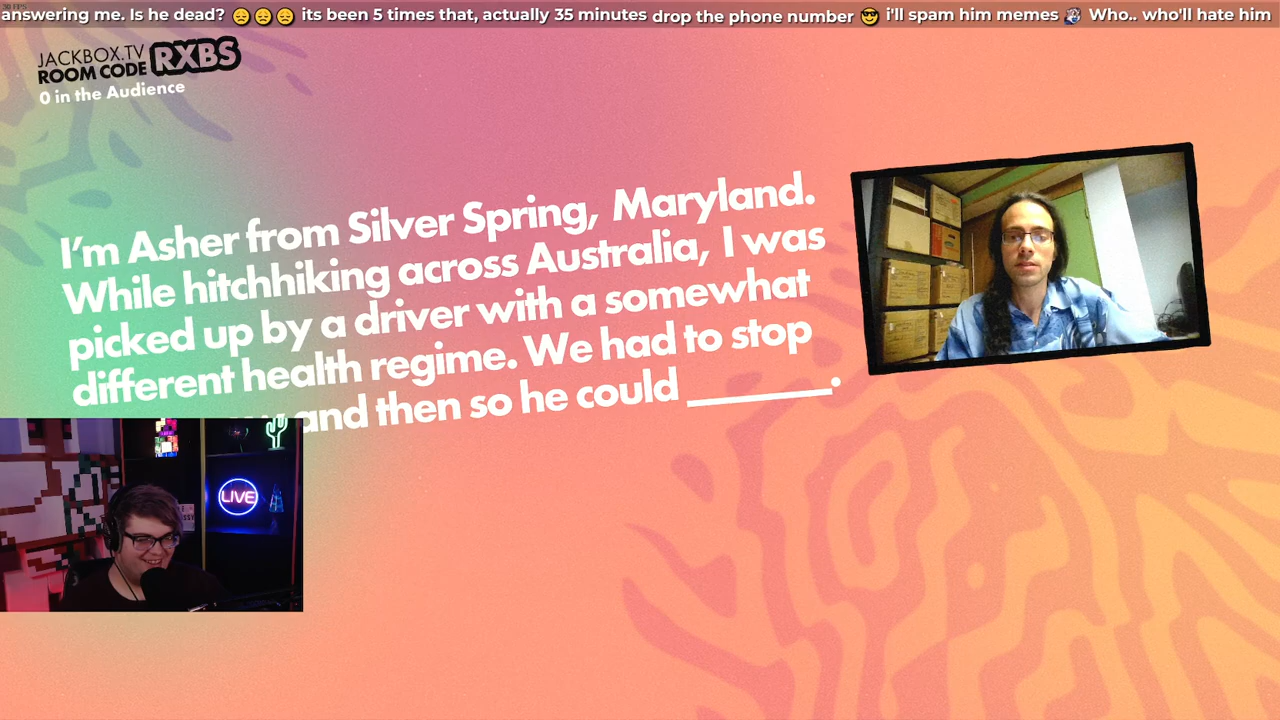 answering me. Is he dead? 😔 😔 😔 its been 5 times that, actually 35 minutes drop the phone number 😎 i'll spam him memes Who.. who'll hate him
JACKBOX.TV
ROOM CODE RXBS
0 in the Audience
I'm Asher from Silver Spring, Maryland.
While hitchhiking across Australia, I was
picked up by a driver with a somewhat
different health regime. We had to stop
and then so he could ______.
LIVE